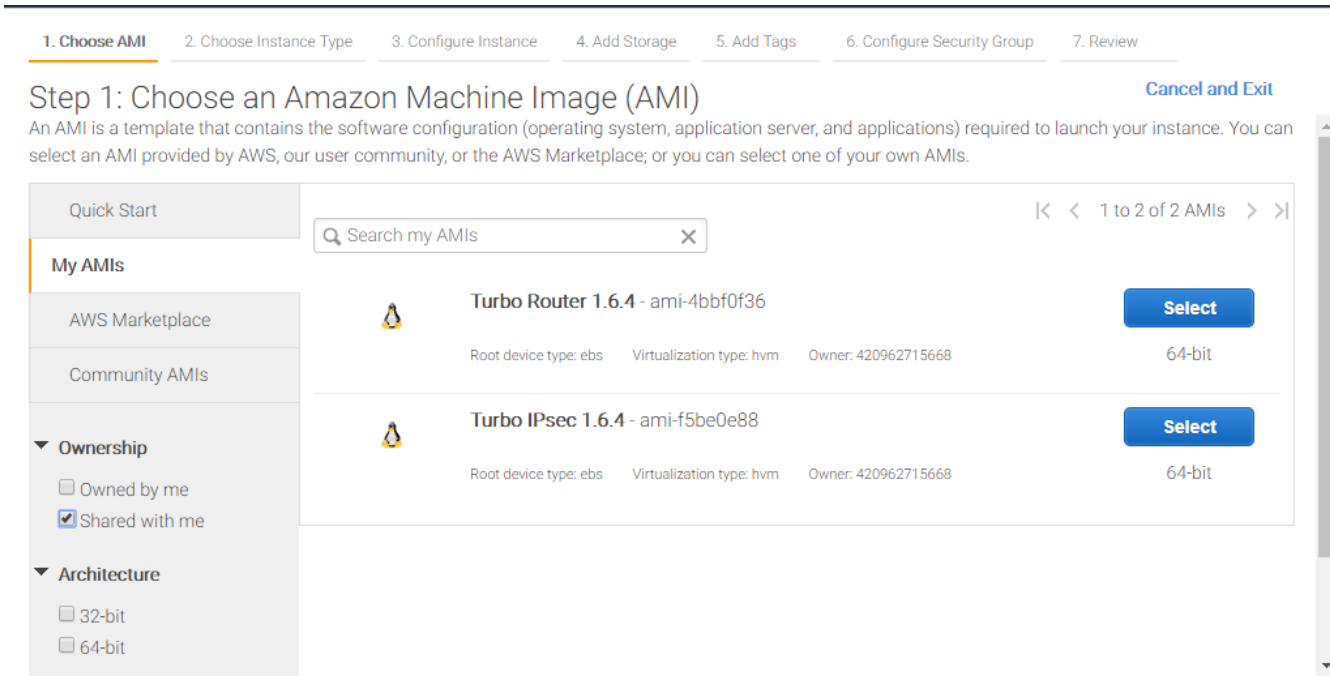 1. Choose AMI 2. Choose Instance Type 3. Configure Instance 4. Add Storage 5. Add Tags 6. Configure Security Group 7. Review
Step 1: Choose an Amazon Machine Image (AMI)
Cancel and Exit
An AMI is a template that contains the software configuration (operating system, application server, and applications) required to launch your instance. You can
select an AMI provided by AWS, our user community, or the AWS Marketplace; or you can select one of your own AMIs.
Quick Start
My AMIs
AWS Marketplace
Community AMIs
Ownership
Owned by me
Shared with me
Architecture
32-bit
64-bit
1 to 2 of 2 AMIs
Search my AMIs
Turbo Router 1.6.4 - ami-4bbf0f36
Select
Root device type: ebs Virtualization type: hvm Owner: 420962715668
64-bit
Turbo IPsec 1.6.4 - ami-f5be0e88
Select
Root device type: ebs Virtualization type: hvm Owner: 420962715668
64-bit